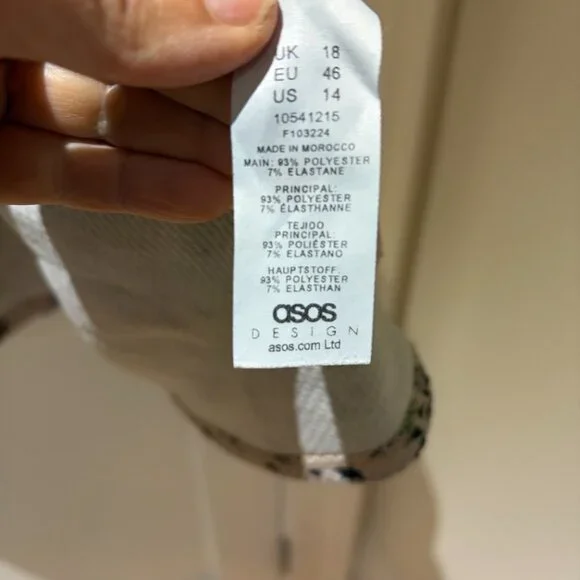 UK 18
EU 46
US 14
10541215
F103224
MADE IN MOROCCO
MAIN: 93% POLYESTER
7% ELASTANE
PRINCIPAL:
93% POLYESTER
7% ÉLASTHANNE
TEJIDO
PRINCIPAL:
93% POLIÉSTER
7% ELASTANO
HAUPTSTOFF:
93% POLYESTER
7% ELASTHAN
asos
DESIGN
asos.com Ltd